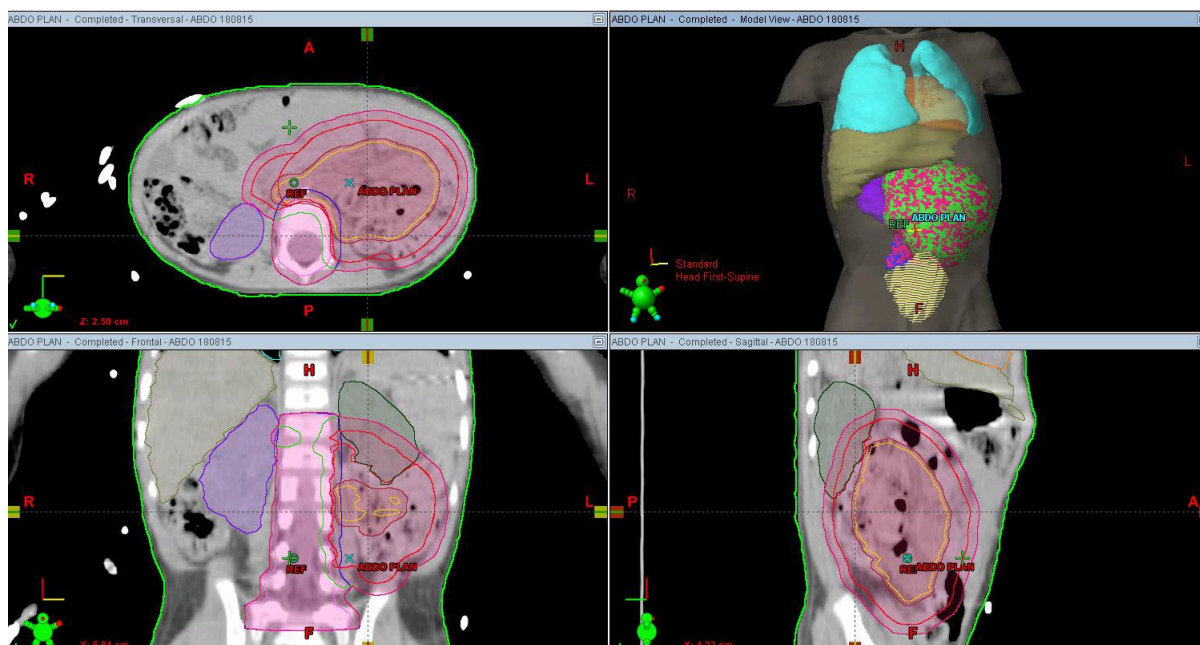 ABDO PLAN - Completed - Transversal - ABDO 180815
A
R
L
REF
ABDO PLAN
P
Z: 2.50 cm
ABDO PLAN - Completed - Model View - ABDO 180815
H
R
L
ABDO PLAN
REF
Standard
Head First-Supine
F
ABDO PLAN - Completed - Frontal - ABDO 180815
H
R
L
REF
ABDO PLAN
F
ABDO PLAN - Completed - Sagittal - ABDO 180815
H
P
A
REF
ABDO PLAN
F